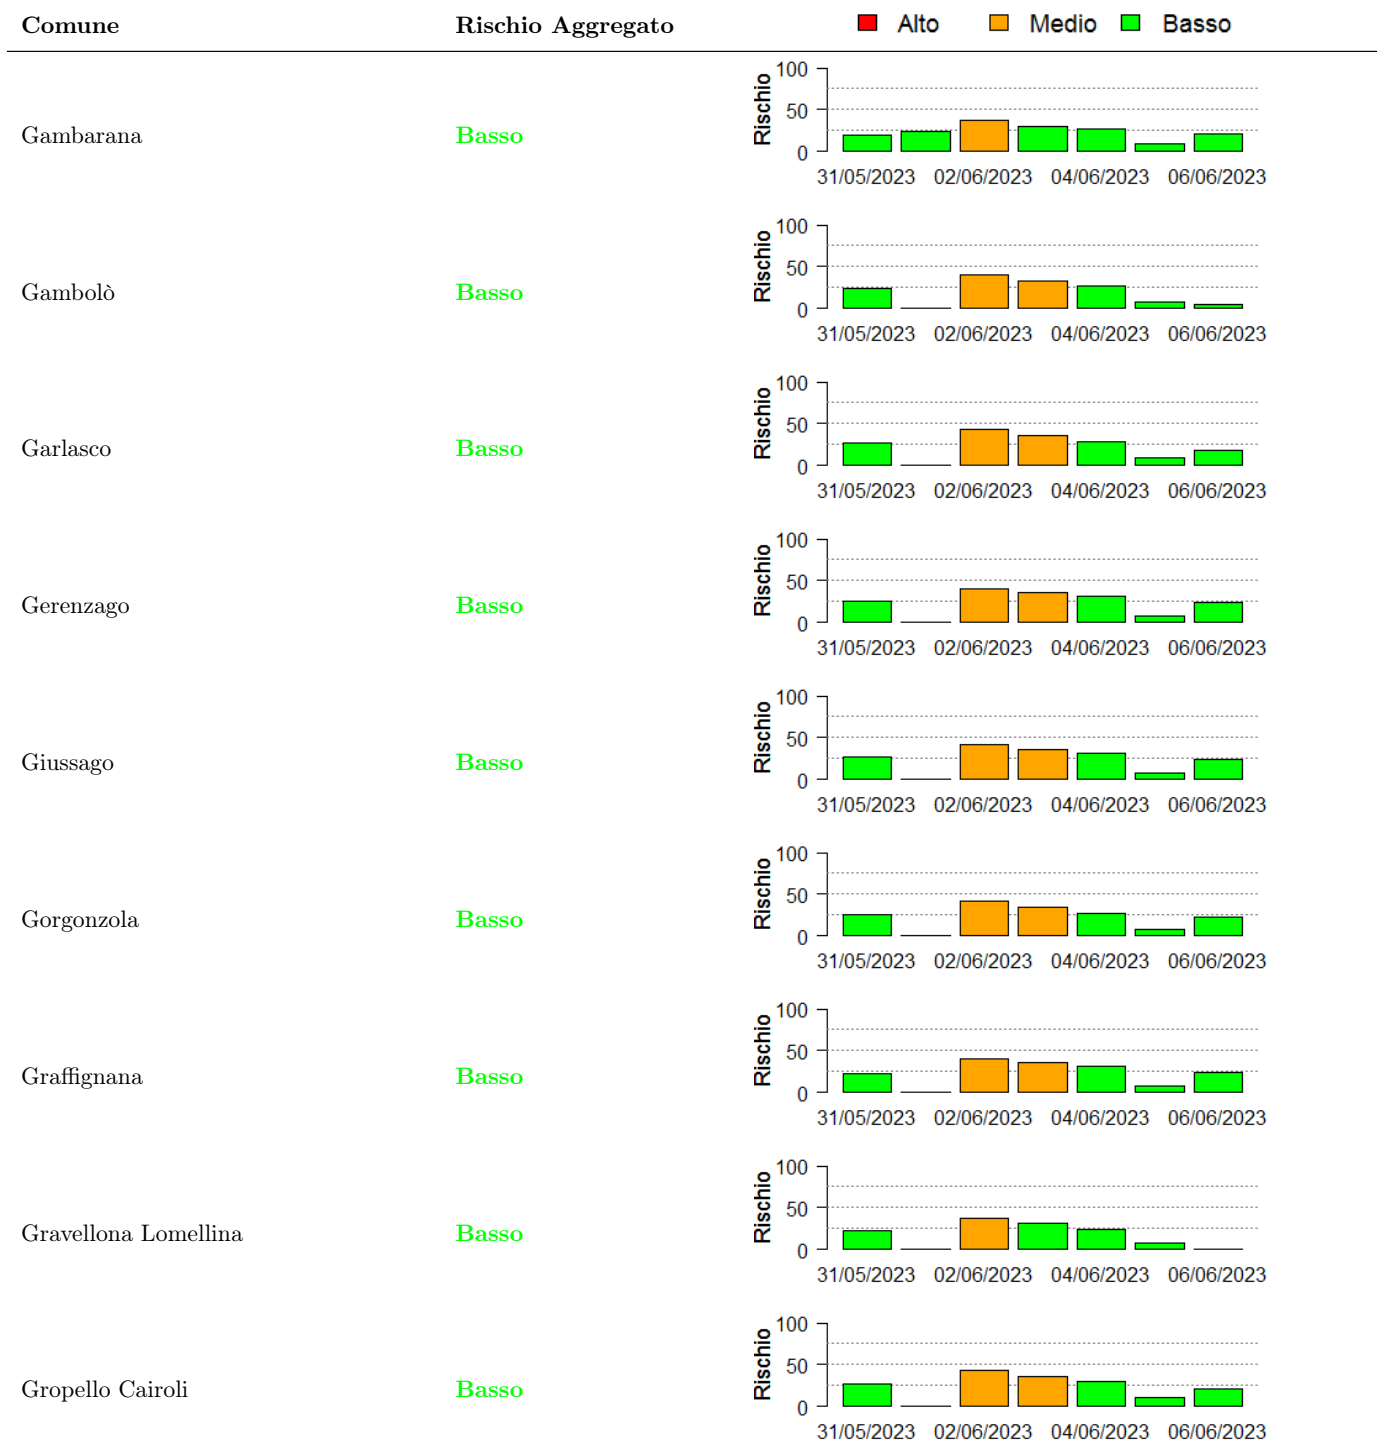 Comune Rischio Aggregato Alto Medio Basso
100
50
0
Rischio
Gambarana Basso
31/05/2023 02/06/2023 04/06/2023 06/06/2023
100
50
0
Rischio
Gambolò Basso
31/05/2023 02/06/2023 04/06/2023 06/06/2023
100
50
0
Rischio
Garlasco Basso
31/05/2023 02/06/2023 04/06/2023 06/06/2023
100
50
0
Rischio
Gerenzago Basso
31/05/2023 02/06/2023 04/06/2023 06/06/2023
100
50
0
Rischio
Giussago Basso
31/05/2023 02/06/2023 04/06/2023 06/06/2023
100
50
0
Rischio
Gorgonzola Basso
31/05/2023 02/06/2023 04/06/2023 06/06/2023
100
50
0
Rischio
Graffignana Basso
31/05/2023 02/06/2023 04/06/2023 06/06/2023
100
50
0
Rischio
Gravellona Lomellina Basso
31/05/2023 02/06/2023 04/06/2023 06/06/2023
100
50
0
Rischio
Gropello Cairoli Basso
31/05/2023 02/06/2023 04/06/2023 06/06/2023